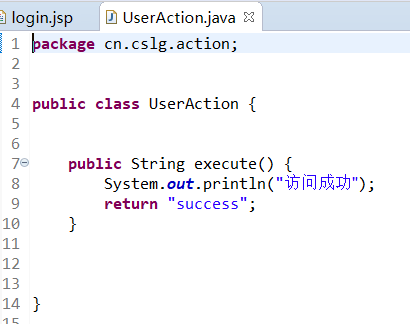 login.jsp UserAction.java
1 package cn.cslg.action;
2
3
4 public class UserAction {
5
6
7 public String execute() {
8 System.out.println("访问成功");
9 return "success";
10 }
11
12
13
14 }
15